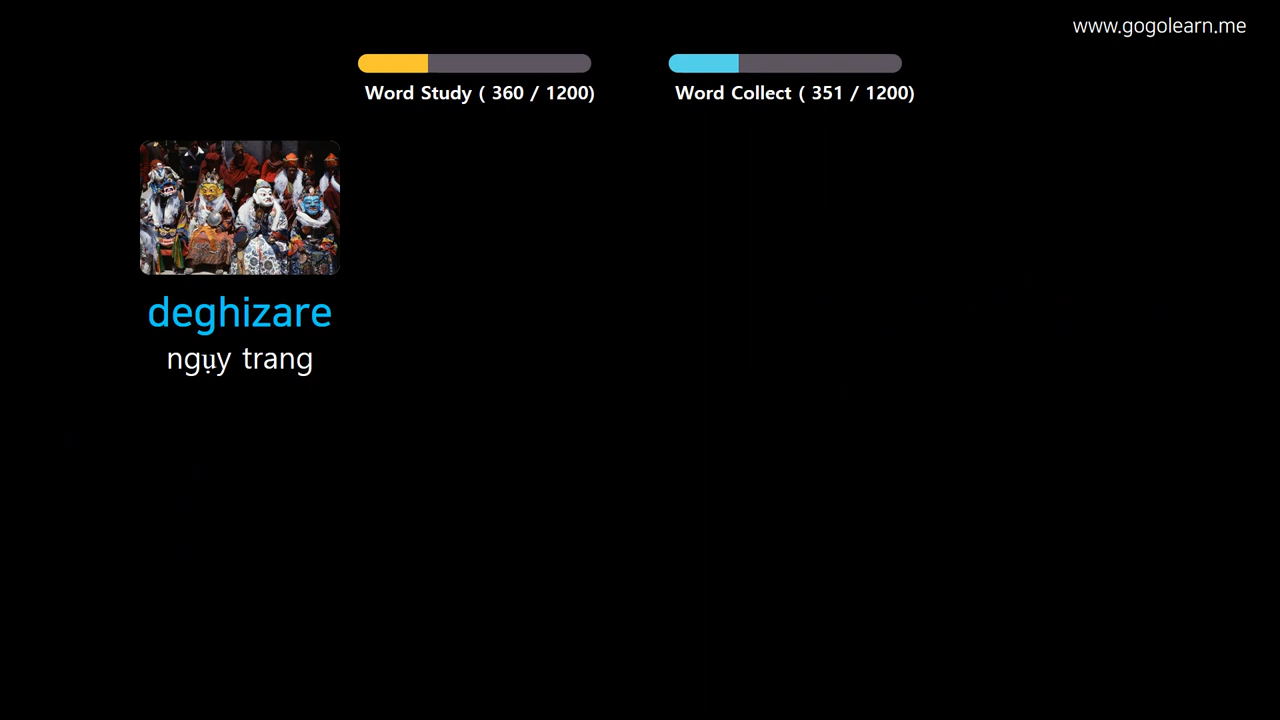 www.gogolearn.me
Word Study ( 360 / 1200)
Word Collect ( 351 / 1200)
deghizare
ngụy trang